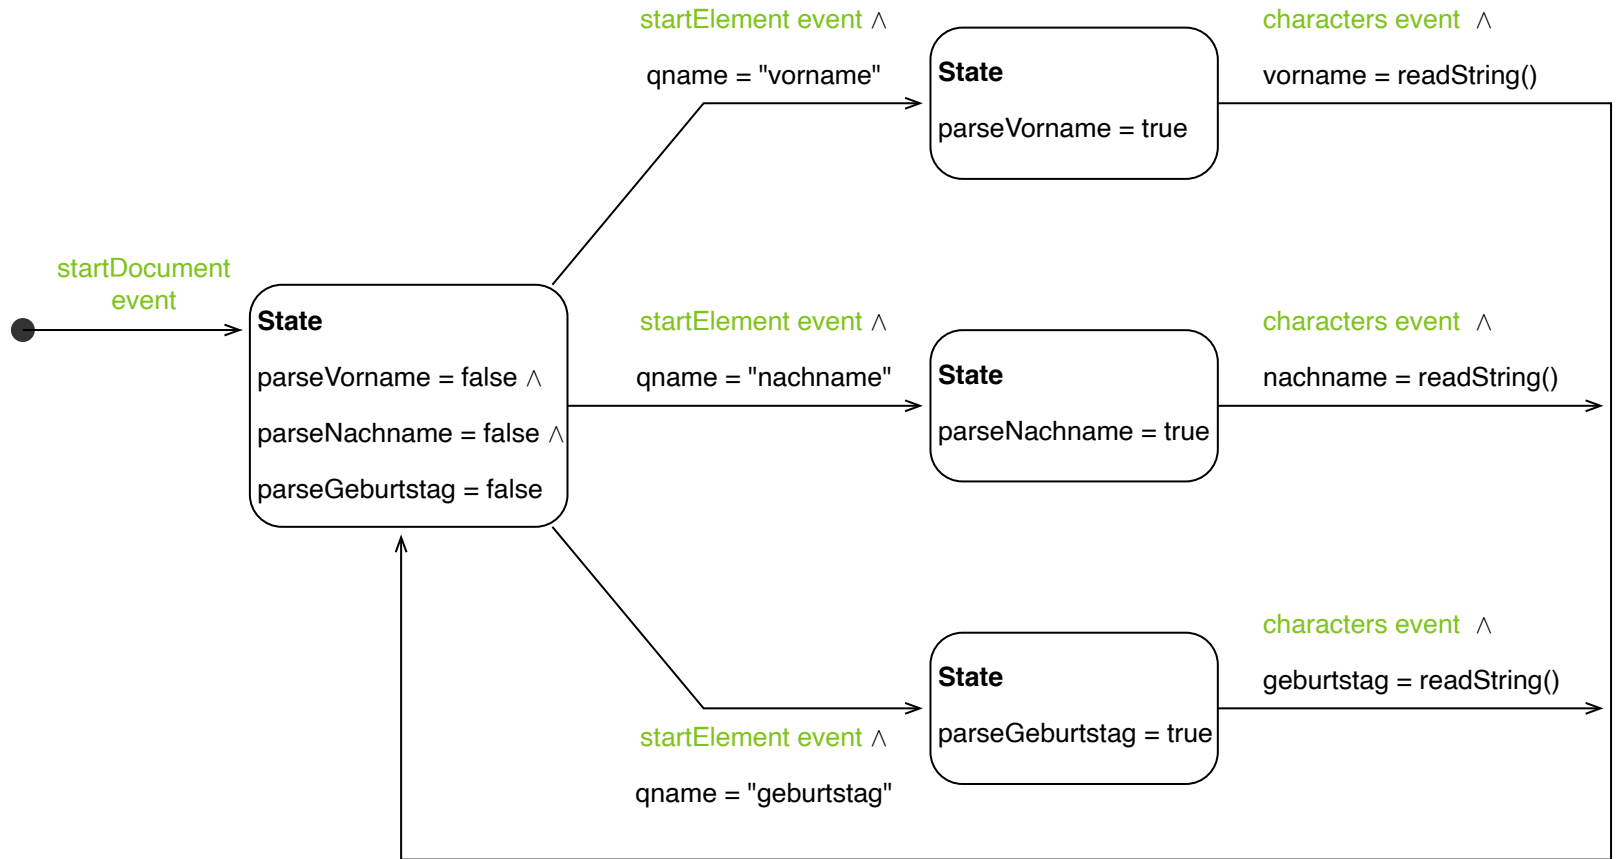 startElement event ∧
qname = "vorname"
State
parseVorname = true
characters event ∧
vorname = readString()
startDocument
event
State
parseVorname = false ∧
parseNachname = false ∧
parseGeburtstag = false
startElement event ∧
qname = "nachname"
State
parseNachname = true
characters event ∧
nachname = readString()
startElement event ∧
qname = "geburtstag"
State
parseGeburtstag = true
characters event ∧
geburtstag = readString()